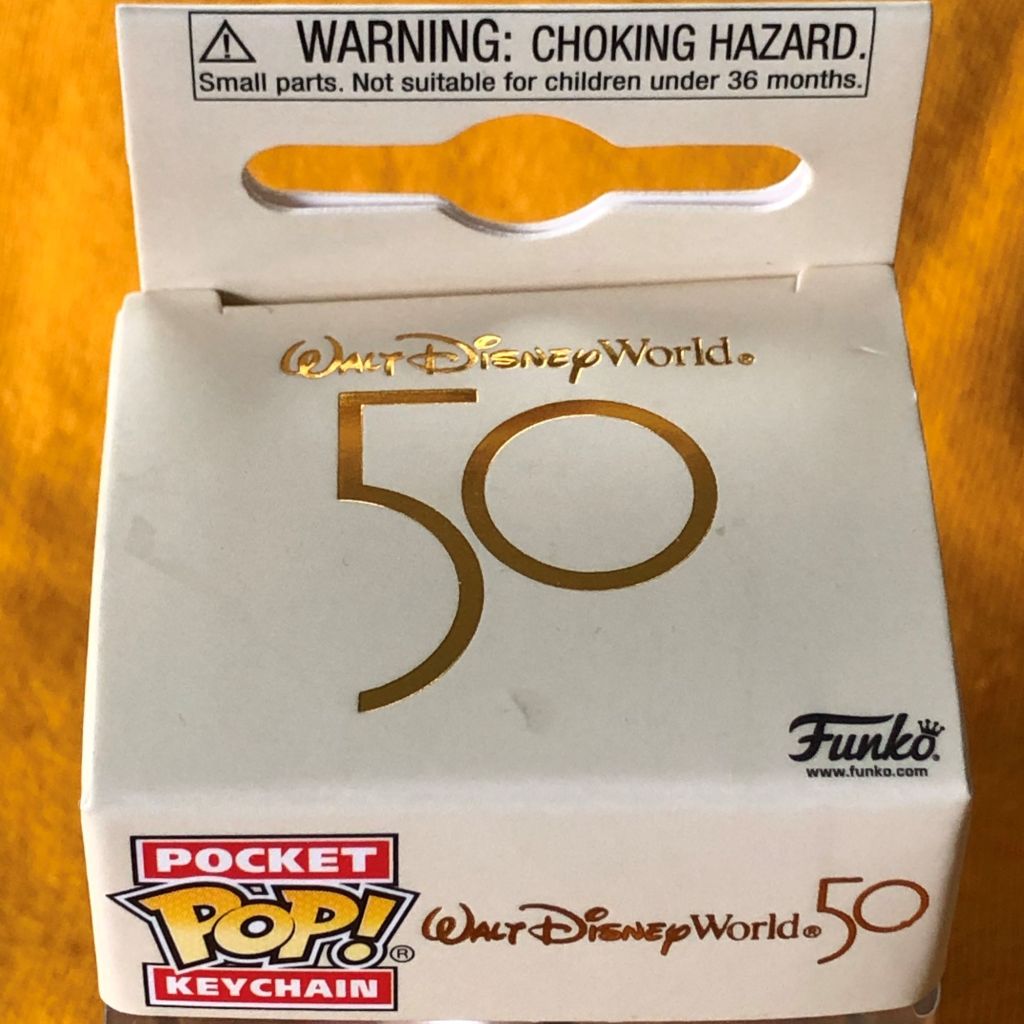 WARNING: CHOKING HAZARD.
Small parts. Not suitable for children under 36 months.
WALT DISNEY World®
50
Funko®
www.funko.com
POCKET
POP!®
KEYCHAIN
WALT DISNEY World® 50